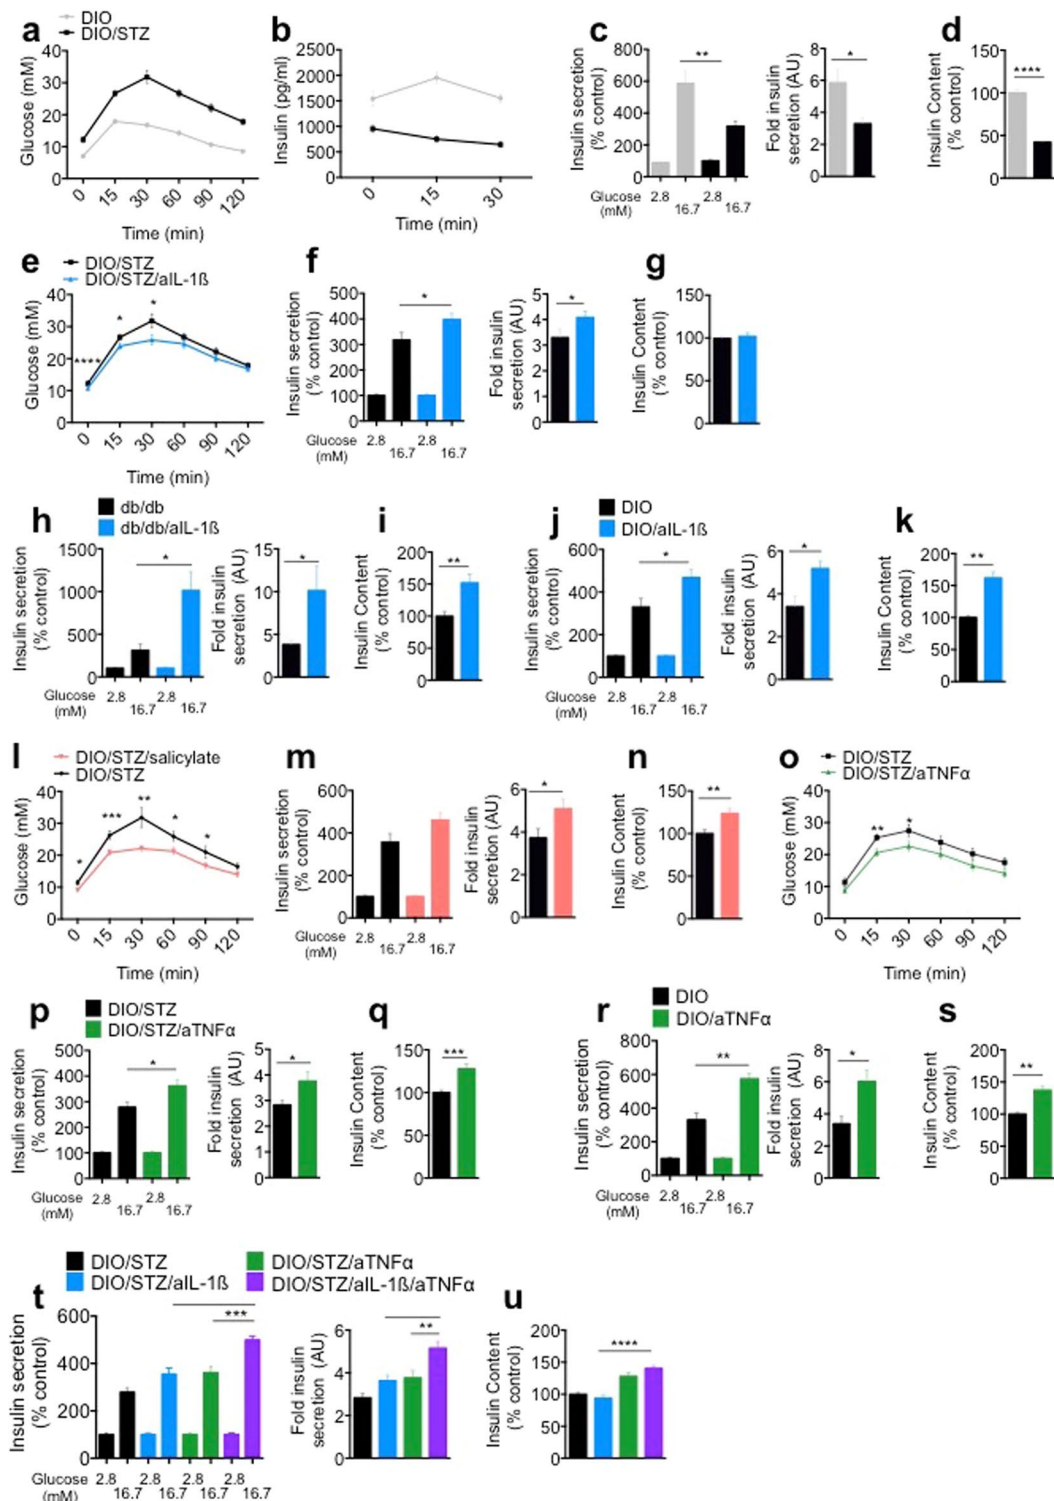 a
DIO
DIO/STZ
Glucose (mM)
40
30
20
10
0
0 15 30 60 90 120
Time (min)
b
Insulin (pg/ml)
2500
2000
1500
1000
500
0
0 15 30
Time (min)
c
Insulin secretion
(% control)
800
600
400
200
0
**
Glucose
(mM)
2.8 16.7 2.8 16.7
Fold insulin
secretion (AU)
8
6
4
2
0
*
d
Insulin Content
(% control)
150
100
50
0
****
e
DIO/STZ
DIO/STZ/aIL-1ß
Glucose (mM)
40
30
20
10
0
**** * *
0 15 30 60 90 120
Time (min)
f
Insulin secretion
(% control)
500
400
300
200
100
0
*
Glucose
(mM)
2.8 16.7 2.8 16.7
Fold insulin
secretion (AU)
5
4
3
2
1
0
*
g
Insulin Content
(% control)
150
100
50
0
h
db/db
db/db/aIL-1ß
Insulin secretion
(% control)
1500
1000
500
0
*
Glucose
(mM)
2.8 16.7 2.8 16.7
Fold insulin
secretion (AU)
15
10
5
0
*
i
Insulin Content
(% control)
200
150
100
50
0
**
j
DIO
DIO/aIL-1ß
Insulin secretion
(% control)
600
400
200
0
*
Glucose
(mM)
2.8 16.7 2.8 16.7
Fold insulin
secretion (AU)
6
4
2
0
*
k
Insulin Content
(% control)
200
150
100
50
0
**
l
DIO/STZ/salicylate
DIO/STZ
Glucose (mM)
40
30
20
10
0
* *** ** * *
0 15 30 60 90 120
Time (min)
m
Insulin secretion
(% control)
600
400
200
0
Glucose
(mM)
2.8 16.7 2.8 16.7
Fold insulin
secretion (AU)
6
4
2
0
*
n
Insulin Content
(% control)
150
100
50
0
**
o
DIO/STZ
DIO/STZ/aTNFα
Glucose (mM)
40
30
20
10
0
** *
0 15 30 60 90 120
Time (min)
p
DIO/STZ
DIO/STZ/aTNFα
Insulin secretion
(% control)
500
400
300
200
100
0
*
Glucose
(mM)
2.8 16.7 2.8 16.7
Fold insulin
secretion (AU)
5
4
3
2
1
0
*
q
Insulin Content
(% control)
150
100
50
0
***
r
DIO
DIO/aTNFα
Insulin secretion
(% control)
800
600
400
200
0
**
Glucose
(mM)
2.8 16.7 2.8 16.7
Fold insulin
secretion (AU)
8
6
4
2
0
*
s
Insulin Content
(% control)
200
150
100
50
0
**
t
DIO/STZ
DIO/STZ/aIL-1ß
DIO/STZ/aTNFα
DIO/STZ/aIL-1ß/aTNFα
Insulin secretion
(% control)
600
400
200
0
***
Glucose
(mM)
2.8 16.7 2.8 16.7 2.8 16.7 2.8 16.7
Fold insulin
secretion (AU)
6
4
2
0
**
u
Insulin Content
(% control)
200
150
100
50
0
****